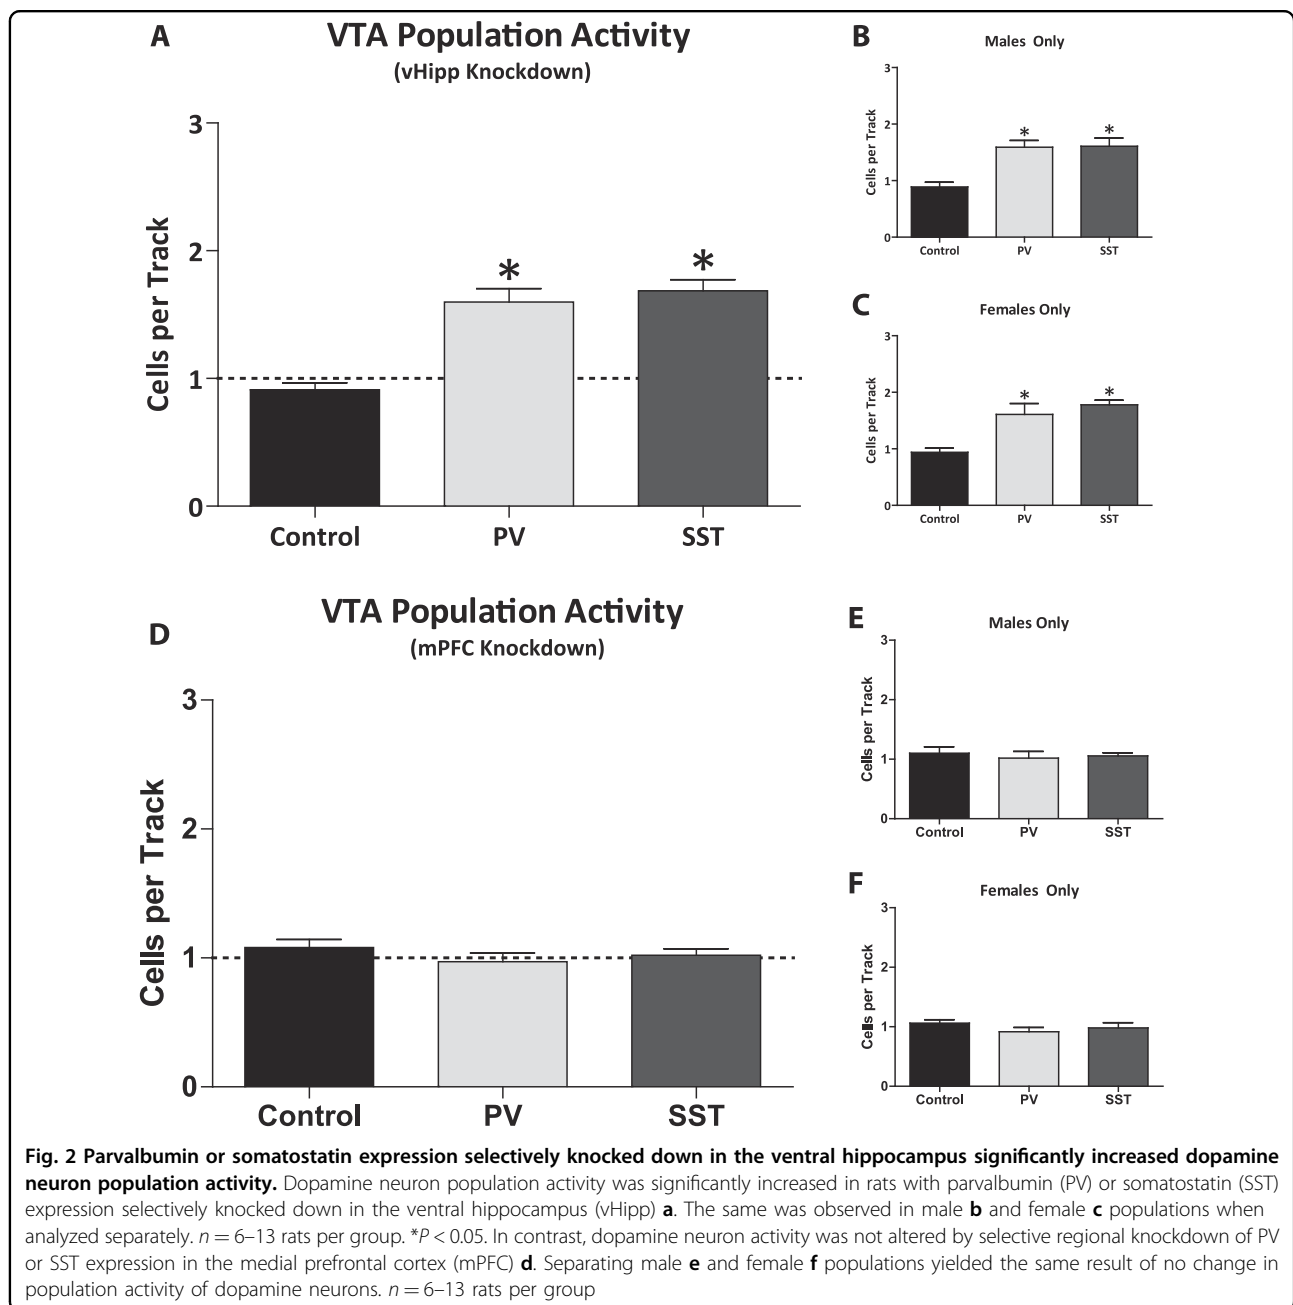 A
VTA Population Activity
(vHipp Knockdown)
Cells per Track
3
2
1
0
*
*
Control PV SST
B
Males Only
Cells per Track
3
2
1
0
*
*
Control PV SST
C
Females Only
Cells per Track
3
2
1
0
*
*
Control PV SST
D
VTA Population Activity
(mPFC Knockdown)
Cells per Track
3
2
1
0
Control PV SST
E
Males Only
Cells per Track
3
2
1
0
Control PV SST
F
Females Only
Cells per Track
3
2
1
0
Control PV SST
Fig. 2 Parvalbumin or somatostatin expression selectively knocked down in the ventral hippocampus significantly increased dopamine
neuron population activity. Dopamine neuron population activity was significantly increased in rats with parvalbumin (PV) or somatostatin (SST)
expression selectively knocked down in the ventral hippocampus (vHipp) a. The same was observed in male b and female c populations when
analyzed separately. n = 6–13 rats per group. *P < 0.05. In contrast, dopamine neuron activity was not altered by selective regional knockdown of PV
or SST expression in the medial prefrontal cortex (mPFC) d. Separating male e and female f populations yielded the same result of no change in
population activity of dopamine neurons. n = 6–13 rats per group